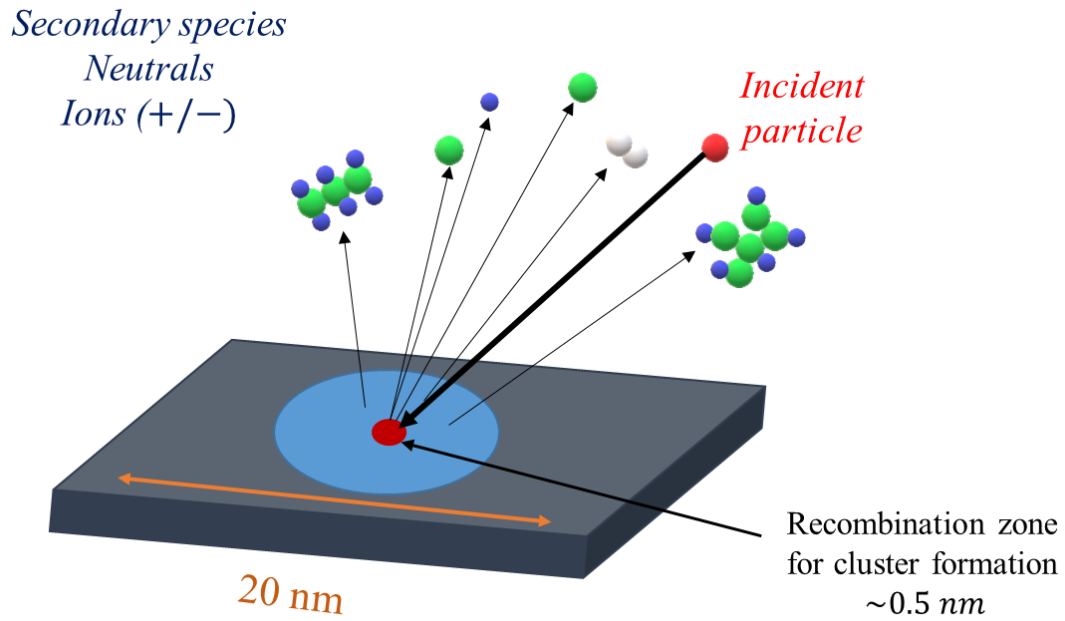 Secondary species
Neutrals
Ions (+/−)
Incident
particle
Recombination zone
for cluster formation
~0.5 nm
20 nm